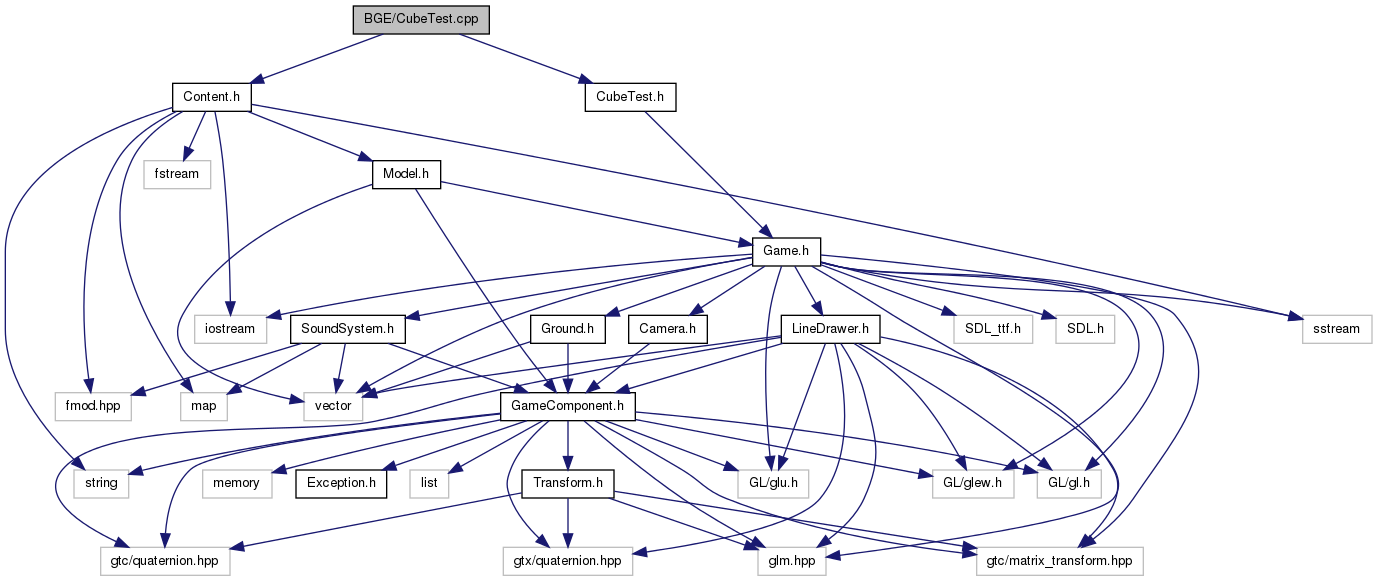 BGE/CubeTest.cpp
Content.h
CubeTest.h
fstream
Model.h
Game.h
iostream
SoundSystem.h
Ground.h
Camera.h
LineDrawer.h
SDL_ttf.h
SDL.h
sstream
fmod.hpp
map
vector
GameComponent.h
string
memory
Exception.h
list
Transform.h
GL/glu.h
GL/glew.h
GL/gl.h
gtc/quaternion.hpp
gtx/quaternion.hpp
glm.hpp
gtc/matrix_transform.hpp